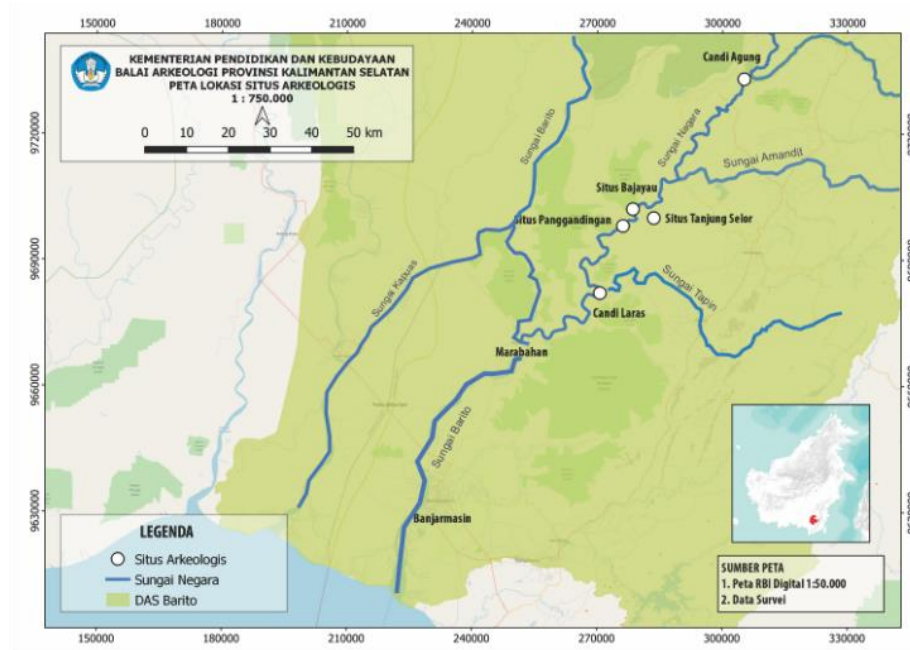 150000 180000 210000 240000 270000 300000 330000
KEMENTERIAN PENDIDIKAN DAN KEBUDAYAAN
BALAI ARKEOLOGI PROVINSI KALIMANTAN SELATAN
PETA LOKASI SITUS ARKEOLOGIS
1 : 750.000
0 10 20 30 40 50 km
Candi Agung
9720000
Sungai Barito
Sungai Nagara
Sungai Amandit
Situs Bajayau
Situs Panggandingan
Situs Tanjung Selor
9690000
Sungai Kapuas
Sungai Tapin
Candi Laras
Marabahan
9660000
Sungai Barito
Banjarmasin
9630000
LEGENDA
Situs Arkeologis
Sungai Negara
DAS Barito
SUMBER PETA
1. Peta RBI Digital 1:50.000
2. Data Survei
150000 180000 210000 240000 270000 300000 330000